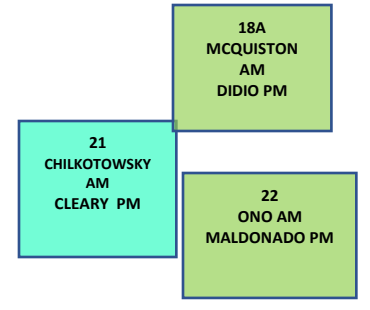 18A
MCQUISTON
AM
DIDIO PM
21
CHILKOTOWSKY
AM
CLEARY PM
22
ONO AM
MALDONADO PM